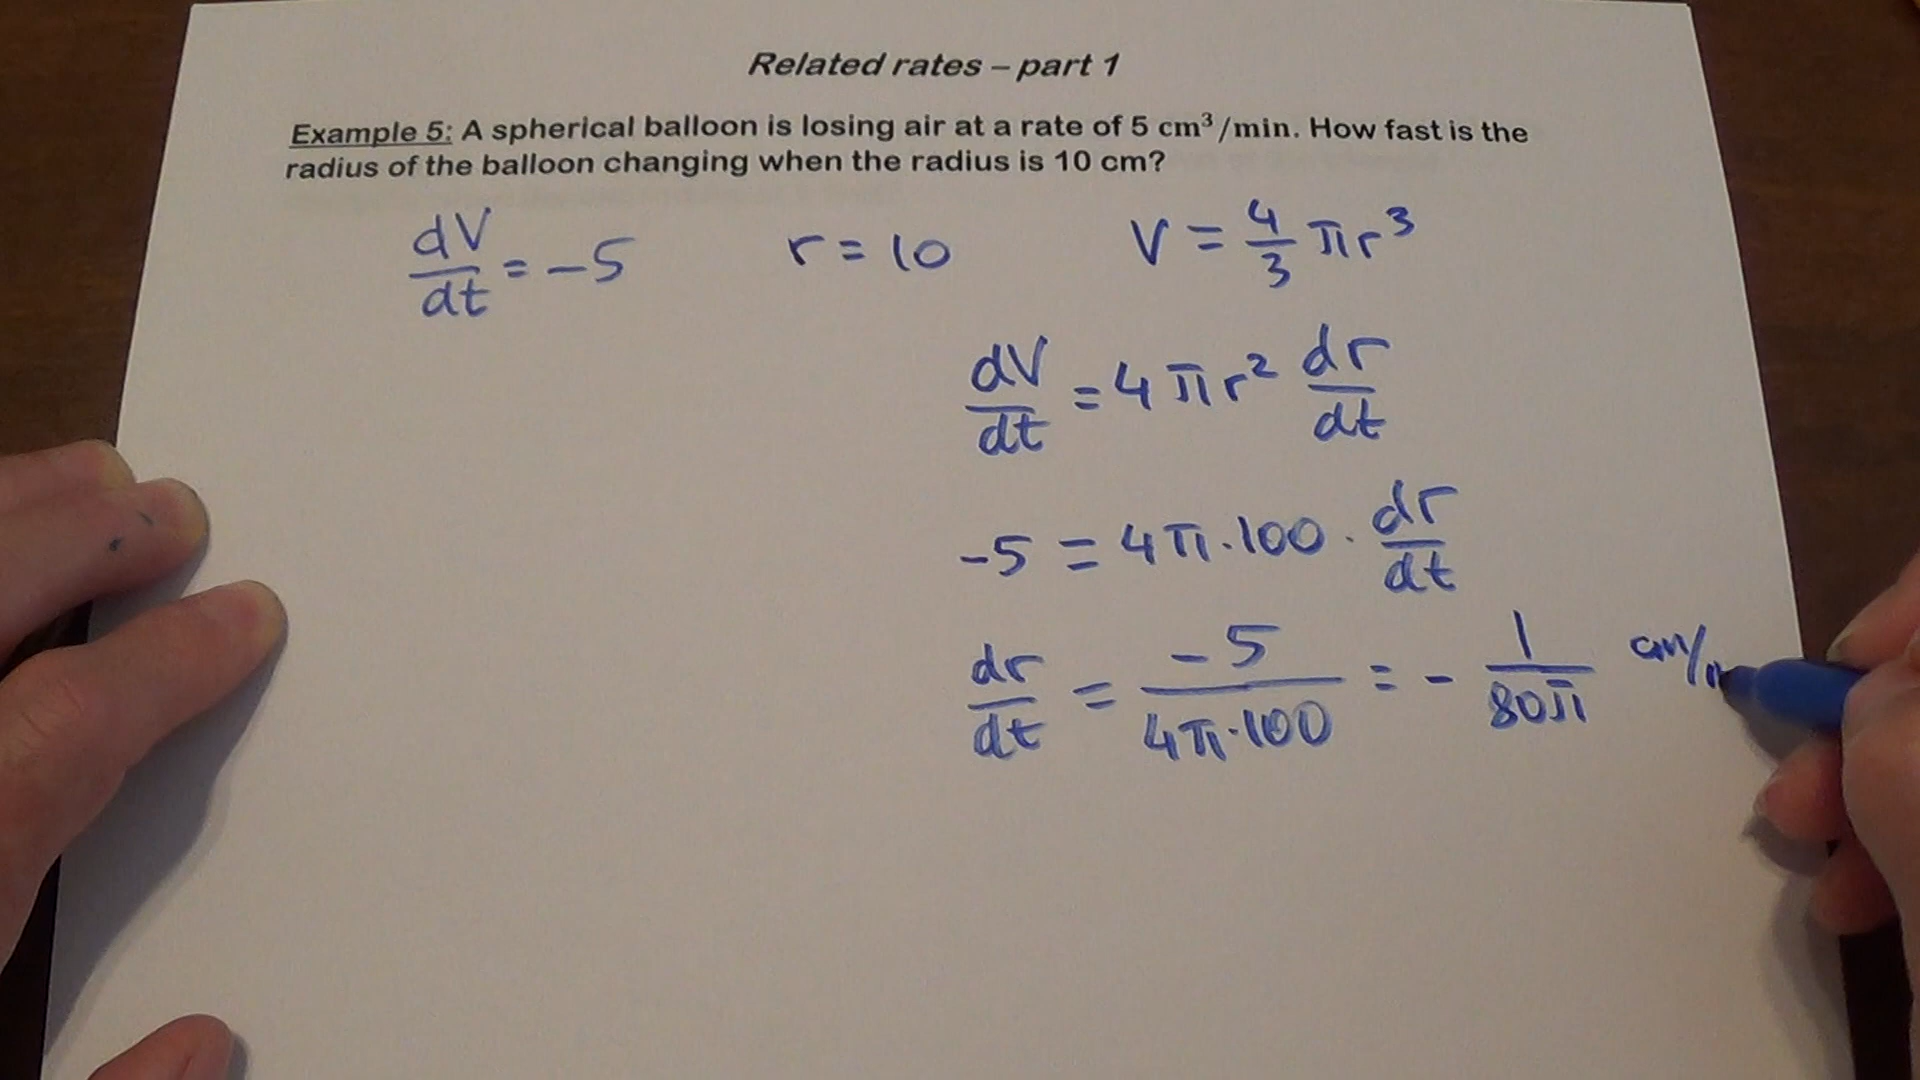 Related rates – part 1
Example 5: A spherical balloon is losing air at a rate of 5 cm³/min. How fast is the
radius of the balloon changing when the radius is 10 cm?
dV/dt = -5 r = 10 V = 4/3 πr³
dV/dt = 4πr² dr/dt
-5 = 4π·100· dr/dt
dr/dt = -5/4π·100 = - 1/80π cm/